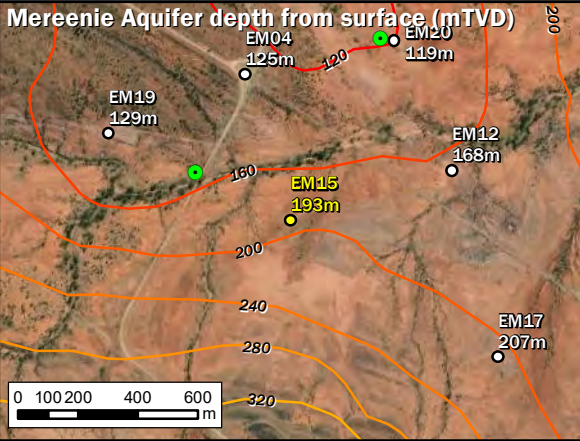 Mereenie Aquifer depth from surface (mTVD)
200
EM20
119m
EM04
125m
120
EM19
129m
EM12
168m
160
EM15
193m
200
240
EM17
207m
280
320
0 100 200 400 600
m